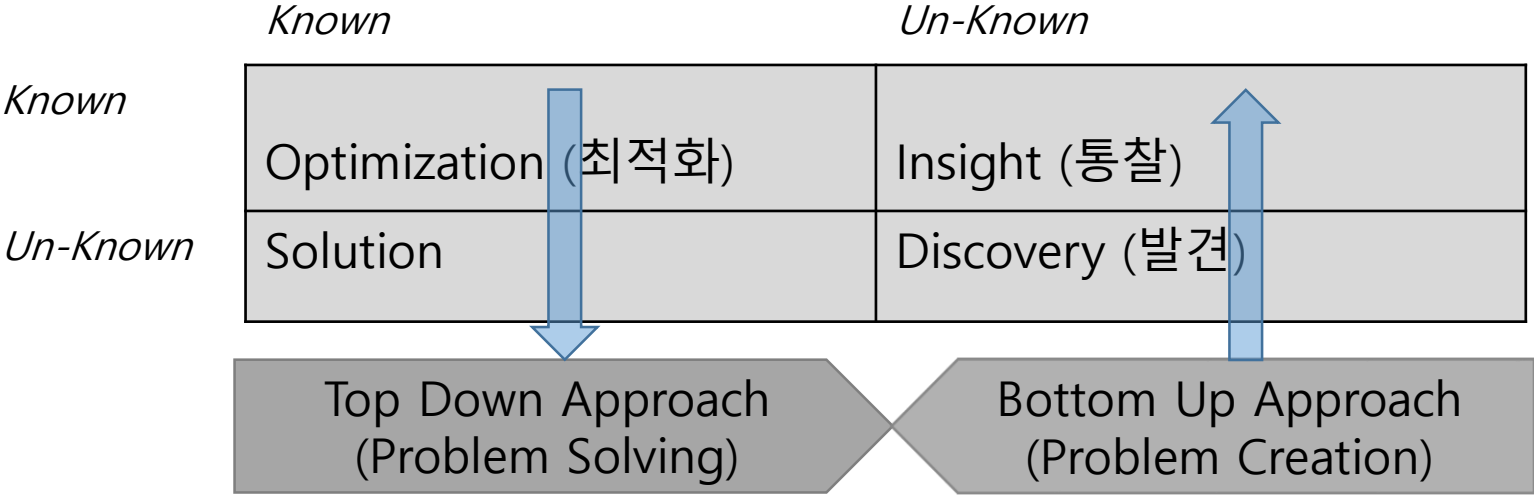 Known Un-Known
Known
Optimization (최적화) Insight (통찰)
Un-Known Solution Discovery (발견)
Top Down Approach Bottom Up Approach
(Problem Solving) (Problem Creation)